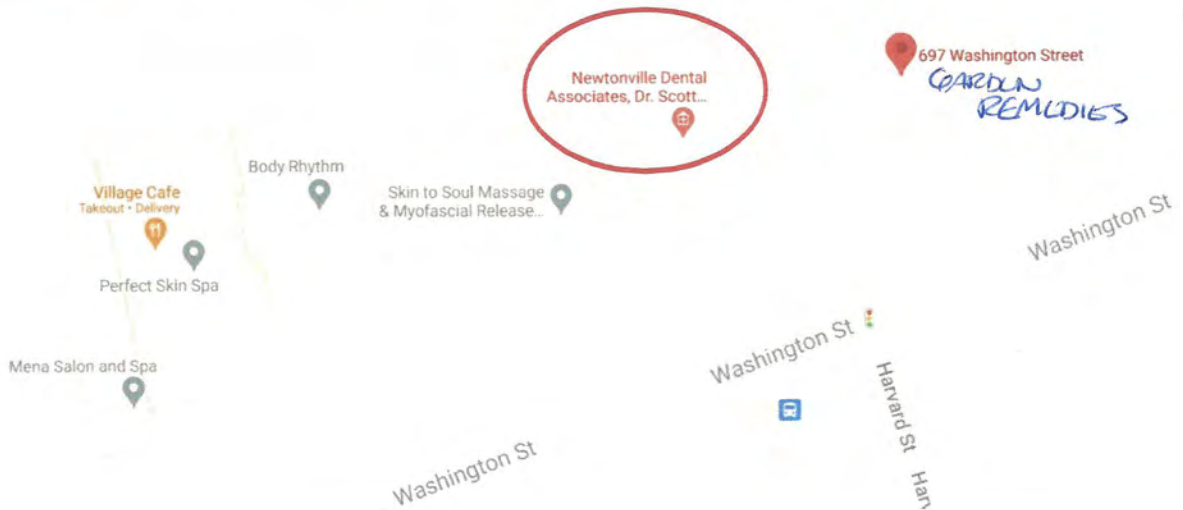 697 Washington Street
GARDEN
REMEDIES
Newtonville Dental
Associates, Dr. Scott...
Body Rhythm
Village Cafe
Takeout • Delivery
Skin to Soul Massage
& Myofascial Release...
Washington St
Perfect Skin Spa
Washington St
Mena Salon and Spa
Harvard St
Harv
Washington St